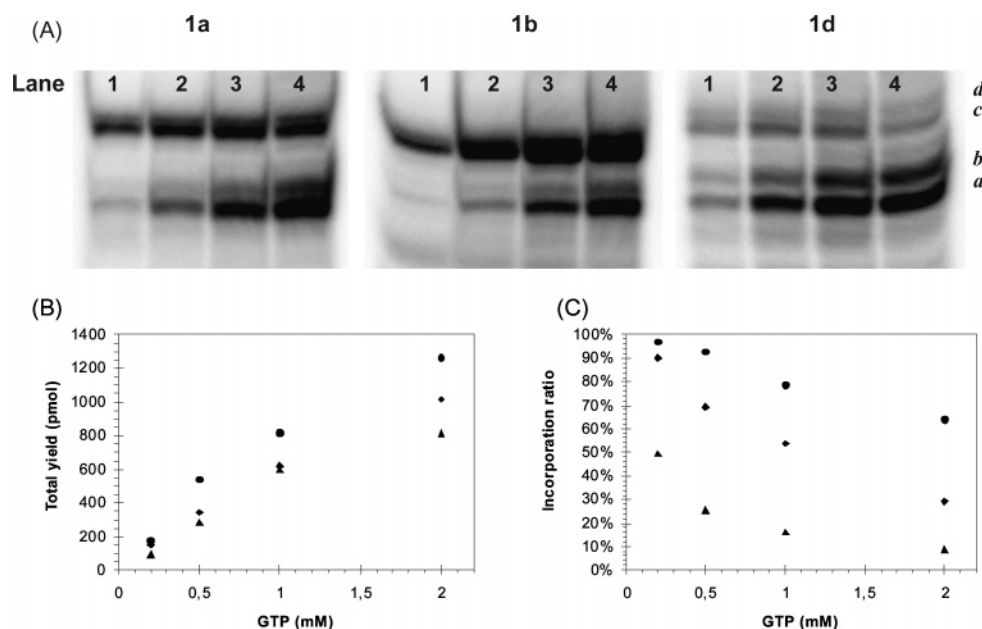 (A) 1a 1b 1d
Lane 1 2 3 4 1 2 3 4 1 2 3 4
d
c
b
a
(B)
Total yield (pmol)
1400
1200
1000
800
600
400
200
0
0 0,5 1 1,5 2
GTP (mM)
(C)
Incorporation ratio
100%
90%
80%
70%
60%
50%
40%
30%
20%
10%
0%
0 0,5 1 1,5 2
GTP (mM)